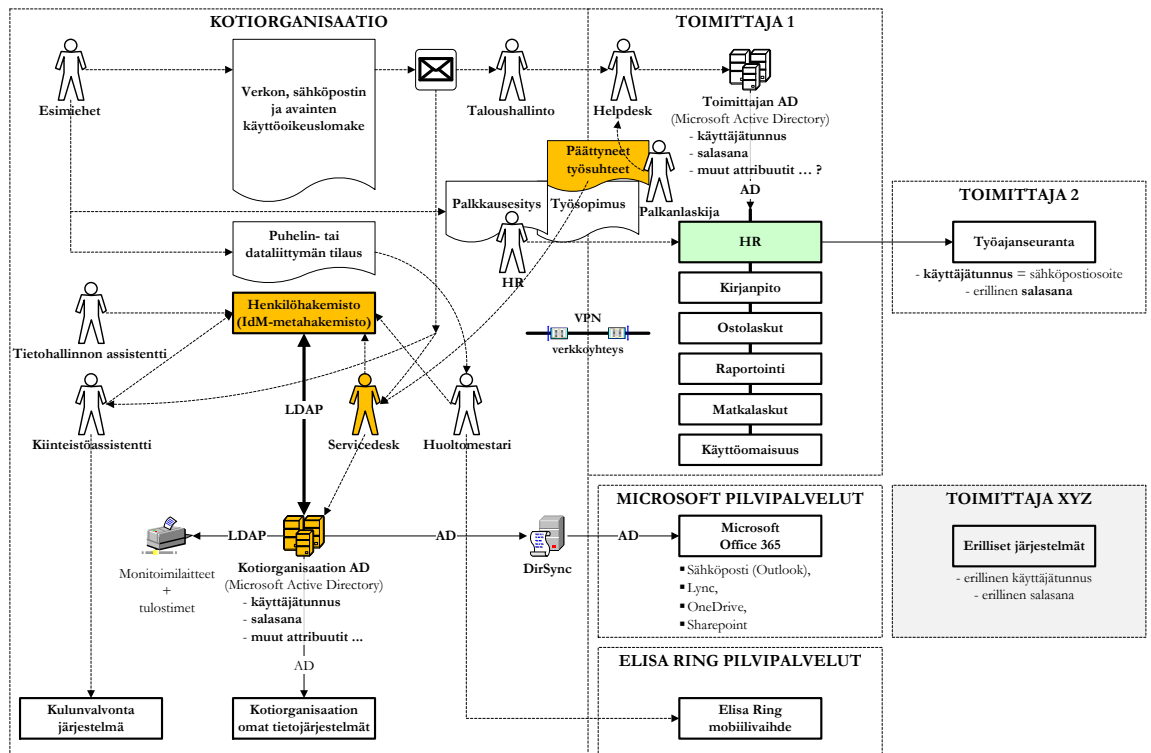 KOTIORGANISAATIO
TOIMITTAJA 1
Esimiehet
Verkon, sähköpostin
ja avainten
käyttöoikeuslomake
Taloushallinto
Helpdesk
Toimittajan AD
(Microsoft Active Directory)
- käyttäjätunnus
- salasana
- muut attribuutit ... ?
AD
Päättyneet
työsuhteet
Palkkausesitys
Työsopimus
Palkanlaskija
HR
HR
TOIMITTAJA 2
Työajanseuranta
- käyttäjätunnus = sähköpostiosoite
- erillinen salasana
Puhelin- tai
dataliittymän tilaus
Kirjanpito
Henkilöhakemisto
(IdM-metahakemisto)
Tietohallinnon assistentti
VPN
verkkoyhteys
Ostolaskut
Raportointi
Matkalaskut
Käyttöomaisuus
LDAP
Kiinteistöassistentti
Servicedesk
Huoltomestari
MICROSOFT PILVIPALVELUT
TOIMITTAJA XYZ
LDAP
AD
DirSync
AD
Microsoft
Office 365
▪ Sähköposti (Outlook),
▪ Lync,
▪ OneDrive,
▪ Sharepoint
Erilliset järjestelmät
- erillinen käyttäjätunnus
- erillinen salasana
Monitoimilaitteet
+
tulostimet
Kotiorganisaation AD
(Microsoft Active Directory)
- käyttäjätunnus
- salasana
- muut attribuutit ...
AD
ELISA RING PILVIPALVELUT
Kulunvalvonta
järjestelmä
Kotiorganisaation
omat tietojärjestelmät
Elisa Ring
mobiilivaihde